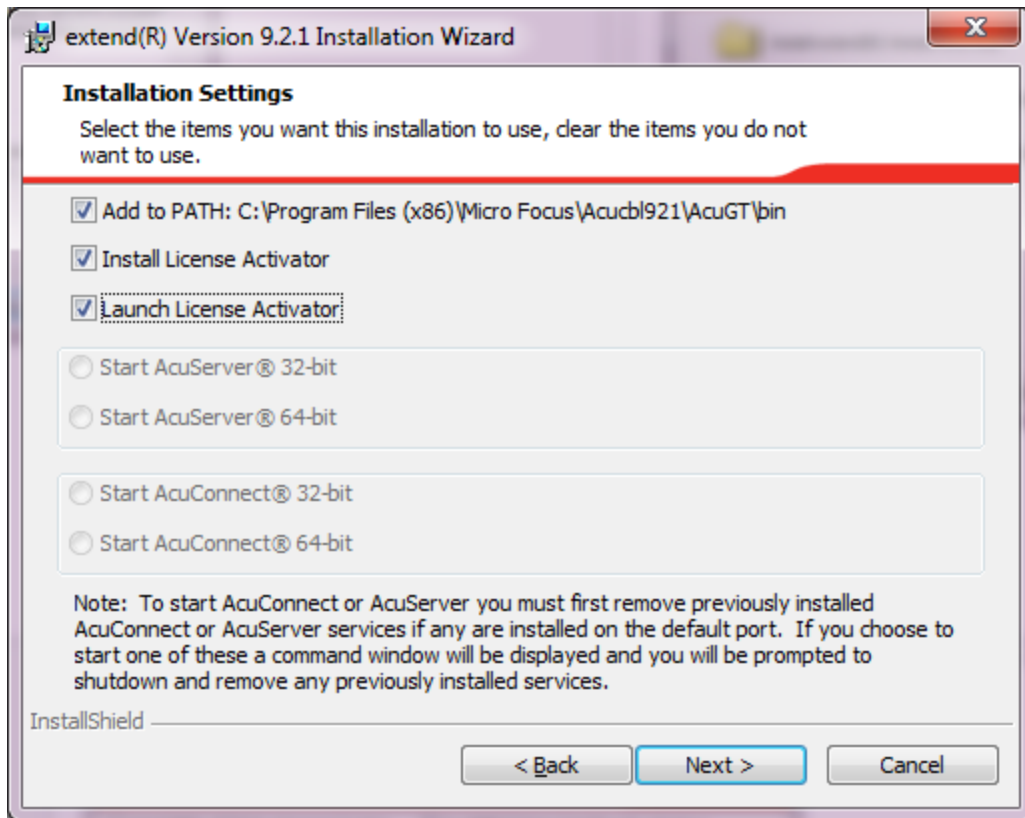 extend(R) Version 9.2.1 Installation Wizard
Installation Settings
Select the items you want this installation to use, clear the items you do not
want to use.
Add to PATH: C:\Program Files (x86)\Micro Focus\Acucbl921\AcuGT\bin
Install License Activator
Launch License Activator
Start AcuServer® 32-bit
Start AcuServer® 64-bit
Start AcuConnect® 32-bit
Start AcuConnect® 64-bit
Note:  To start AcuConnect or AcuServer you must first remove previously installed
AcuConnect or AcuServer services if any are installed on the default port.  If you choose to
start one of these a command window will be displayed and you will be prompted to
shutdown and remove any previously installed services.
InstallShield
< Back
Next >
Cancel